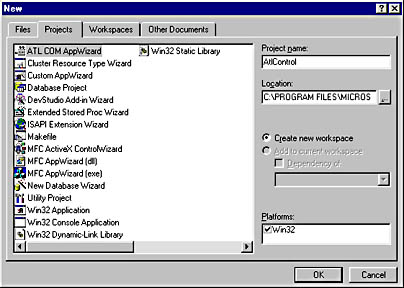 New
Files
Projects
Workspaces
Other Documents
ATL COM AppWizard
Cluster Resource Type Wizard
Custom AppWizard
Database Project
DevStudio Add-in Wizard
Extended Stored Proc Wizard
ISAPI Extension Wizard
Makefile
MFC ActiveX ControlWizard
MFC AppWizard (dll)
MFC AppWizard (exe)
New Database Wizard
Utility Project
Win32 Application
Win32 Console Application
Win32 Dynamic-Link Library
Win32 Static Library
Project name:
AtlControl
Location:
C:\PROGRAM FILES\MICROS
...
Create new workspace
Add to current workspace
Dependency of:
Platforms:
Win32
OK
Cancel